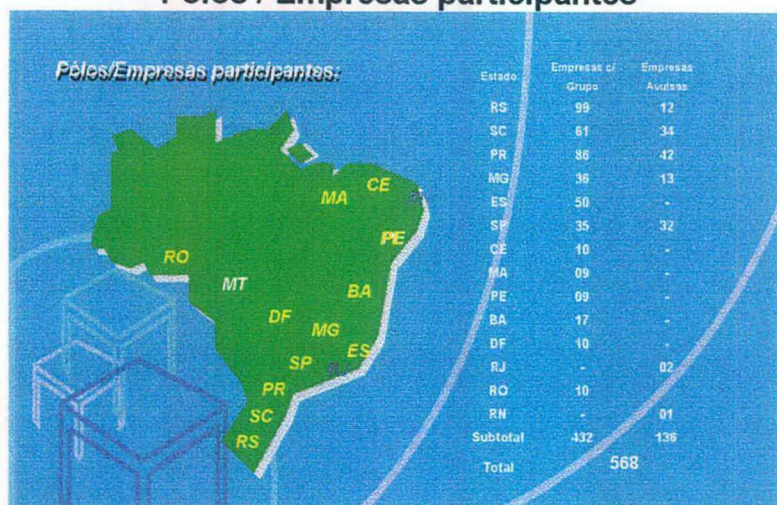 Pólos / Empresas participantes
Pólos/Empresas participantes:
Estado Empresas c/ Grupo Empresas Avulsas
RS 99 12
SC 61 34
PR 86 42
MG 36 13
ES 50 -
SP 35 32
CE 10 -
MA 09 -
PE 09 -
BA 17 -
DF 10 -
RJ - 02
RO 10 -
RN - 01
Subtotal 432 136
Total 568
CE
MA
PE
RO
MT
BA
DF
MG
ES
SP
PR
SC
RS